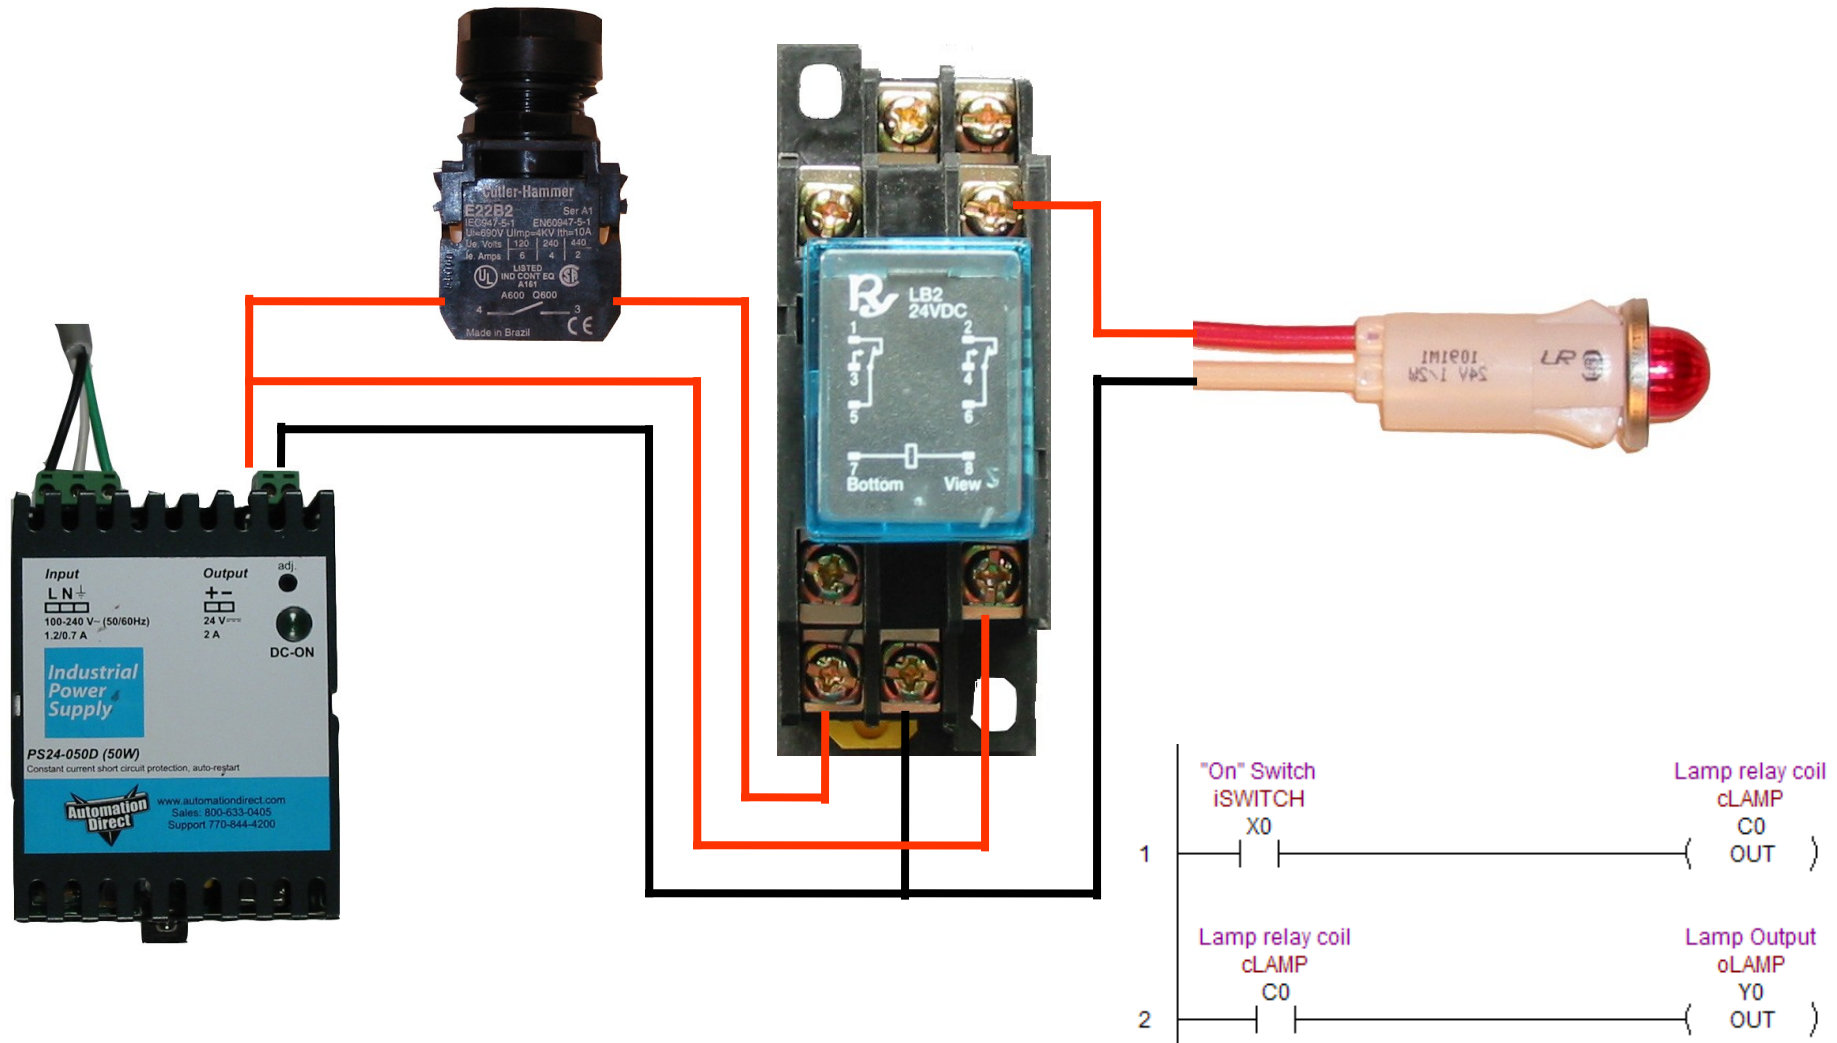 Cutler-Hammer
E22B2 Ser A1
IEC947-5-1 EN60947-5-1
Ui=690V Uimp=4KV Ith=10A
Ue. Volts 120 240 440
Ie. Amps 6 4 2
UL LISTED
IND CONT EQ
A161
A600 Q600
4 3
Made in Brazil CE
LB2
24VDC
1 2
3 4
5 6
7 8
Bottom View
1091M1
24V 1/2W
Input Output adj.
L N + −
100-240 V~ (50/60Hz) 24 V
1.2/0.7 A 2 A
DC-ON
Industrial
Power
Supply
PS24-050D (50W)
Constant current short circuit protection, auto-restart
Automation
Direct
www.automationdirect.com
Sales: 800-633-0405
Support 770-844-4200
"On" Switch Lamp relay coil
iSWITCH cLAMP
X0 C0
1 OUT
Lamp relay coil Lamp Output
cLAMP oLAMP
C0 Y0
2 OUT